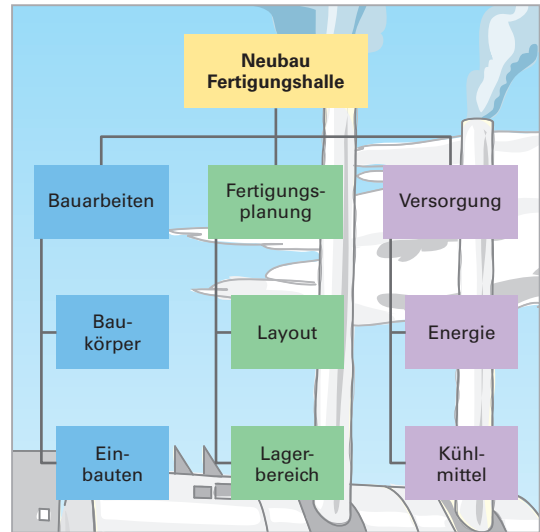 Neubau
Fertigungshalle
Bauarbeiten
Fertigungs-
planung
Versorgung
Bau-
körper
Layout
Energie
Ein-
bauten
Lager-
bereich
Kühl-
mittel